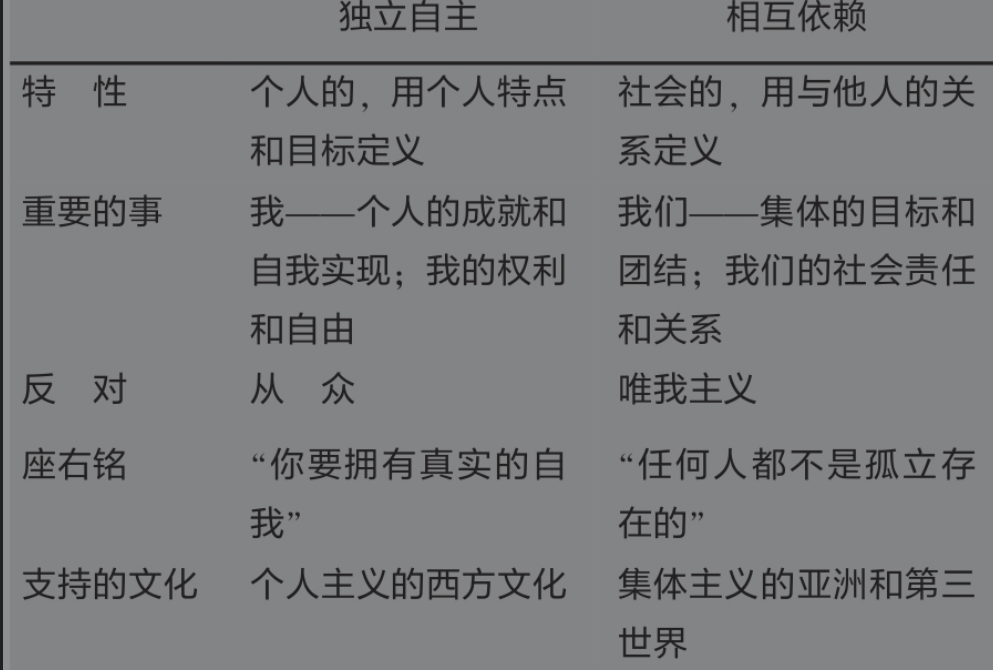 独立自主 相互依赖
特 性 个人的，用个人特点 社会的，用与他人的关
和目标定义 系定义
重要的事 我——个人的成就和 我们——集体的目标和
自我实现；我的权利 团结；我们的社会责任
和自由 和关系
反 对 从 众 唯我主义
座右铭 “你要拥有真实的自 “任何人都不是孤立存
我” 在的”
支持的文化 个人主义的西方文化 集体主义的亚洲和第三
世界